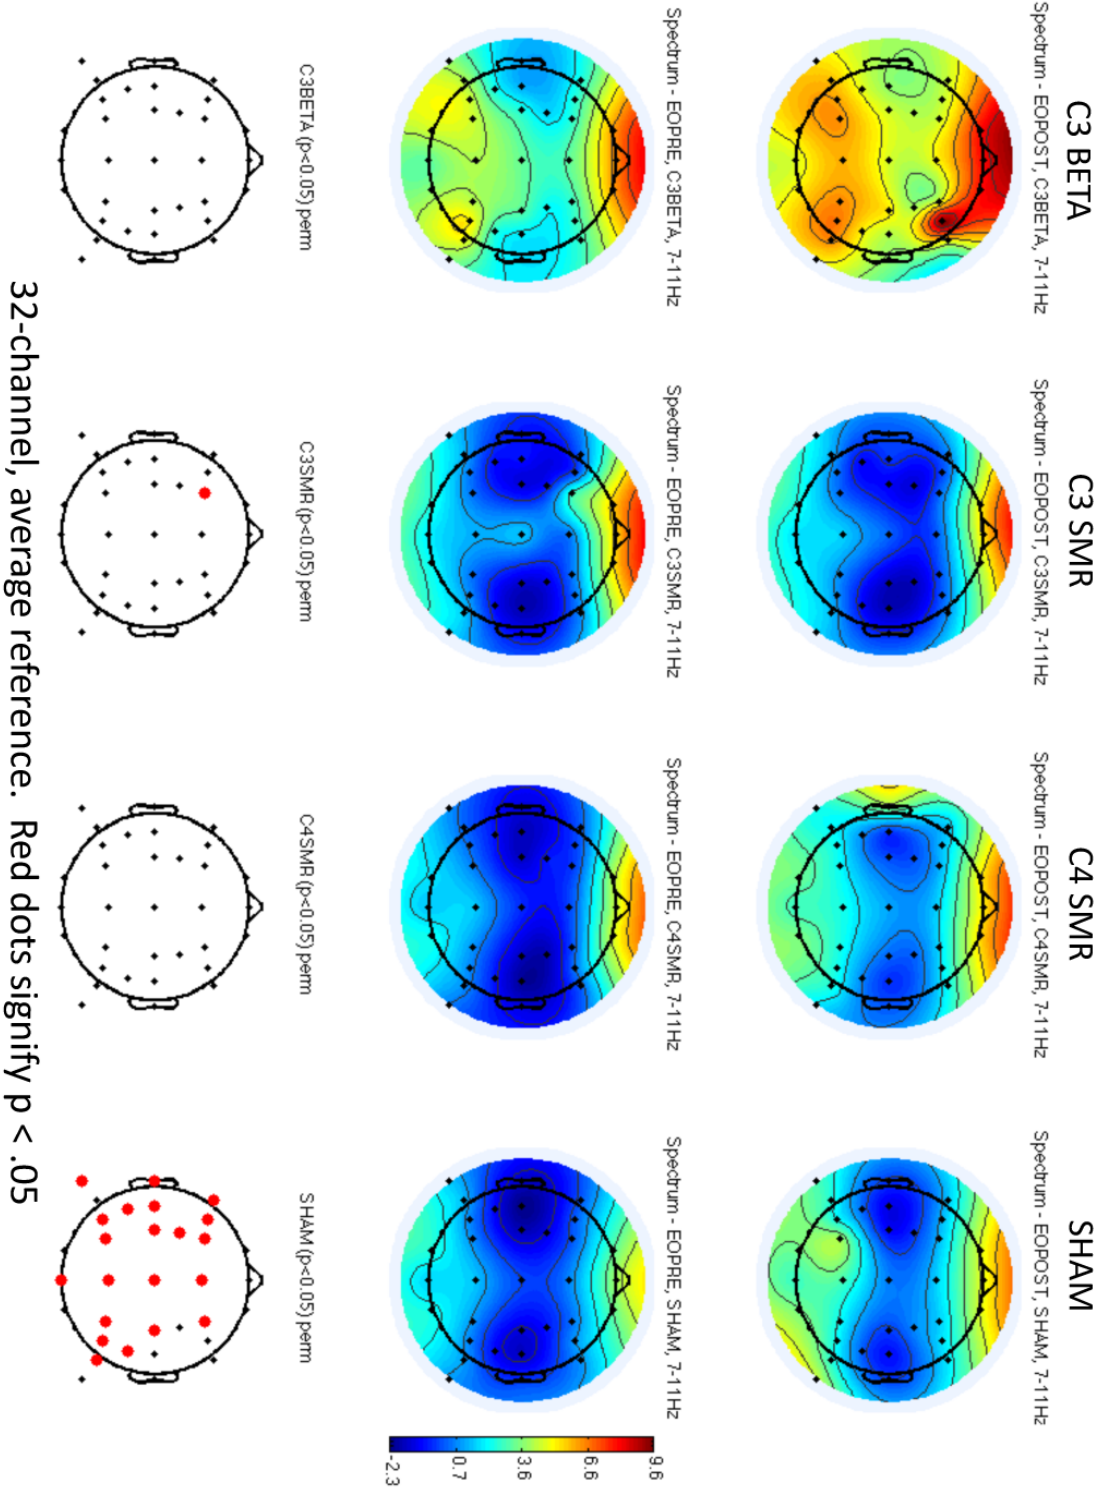 C3 BETA
C3 SMR
C4 SMR
SHAM
Spectrum - EOPOST, C3BETA, 7-11Hz
Spectrum - EOPOST, C3SMR, 7-11Hz
Spectrum - EOPOST, C4SMR, 7-11Hz
Spectrum - EOPOST, SHAM, 7-11Hz
Spectrum - EOPRE, C3BETA, 7-11Hz
Spectrum - EOPRE, C3SMR, 7-11Hz
Spectrum - EOPRE, C4SMR, 7-11Hz
Spectrum - EOPRE, SHAM, 7-11Hz
9.6
6.6
3.6
0.7
-2.3
C3BETA (p<0.05) perm
C3SMR (p<0.05) perm
C4SMR (p<0.05) perm
SHAM (p<0.05) perm
32-channel, average reference. Red dots signify p < .05